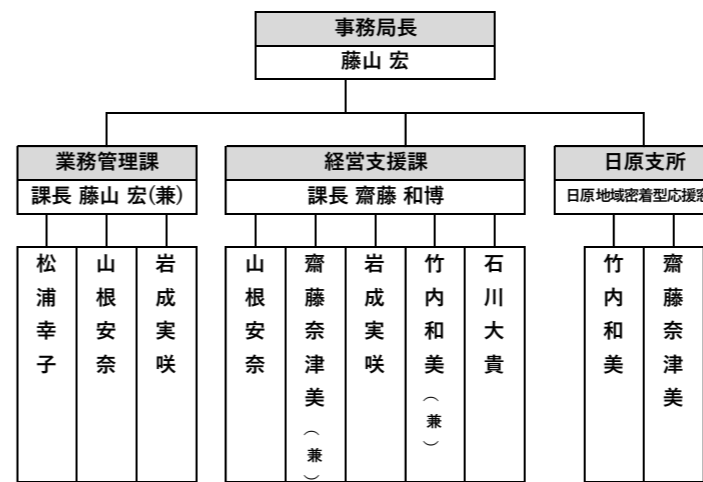 事務局長
藤山 宏
業務管理課
課長 藤山 宏(兼)
松浦幸子
山根安奈
岩成実咲
経営支援課
課長 齋藤 和博
山根安奈
齋藤奈津美(兼)
岩成実咲
竹内和美(兼)
石川大貴
日原支所
日原地域密着型応援窓
竹内和美
齋藤奈津美